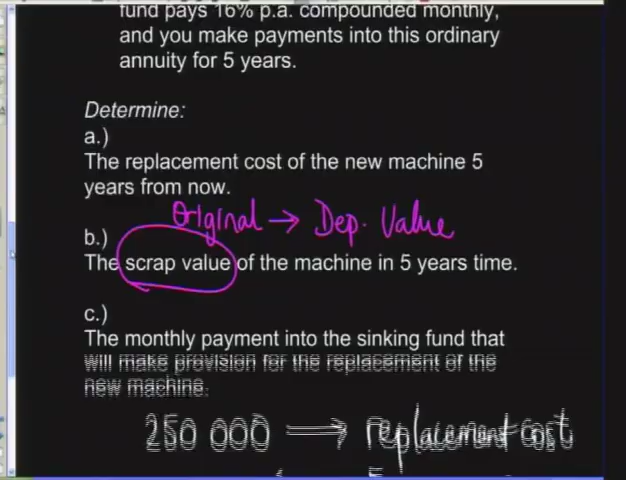 fund pays 16% p.a. compounded monthly,
and you make payments into this ordinary
annuity for 5 years.
Determine:
a.)
The replacement cost of the new machine 5
years from now.
Original → Dep. Value
b.)
The scrap value of the machine in 5 years time.
c.)
The monthly payment into the sinking fund that
will make provision for the replacement of the
new machine.
250 000 ⟹ replacement cost